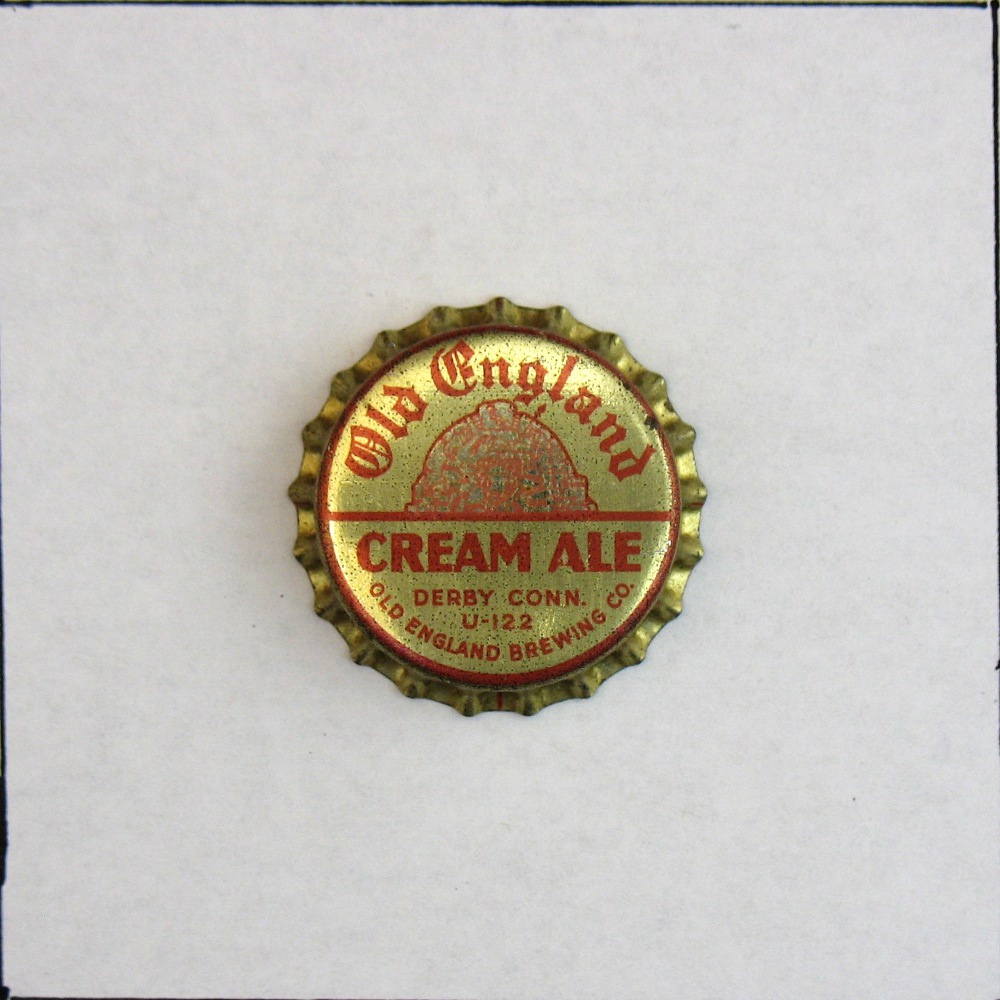 Old England
CREAM ALE
DERBY CONN.
U-122
OLD ENGLAND BREWING CO.